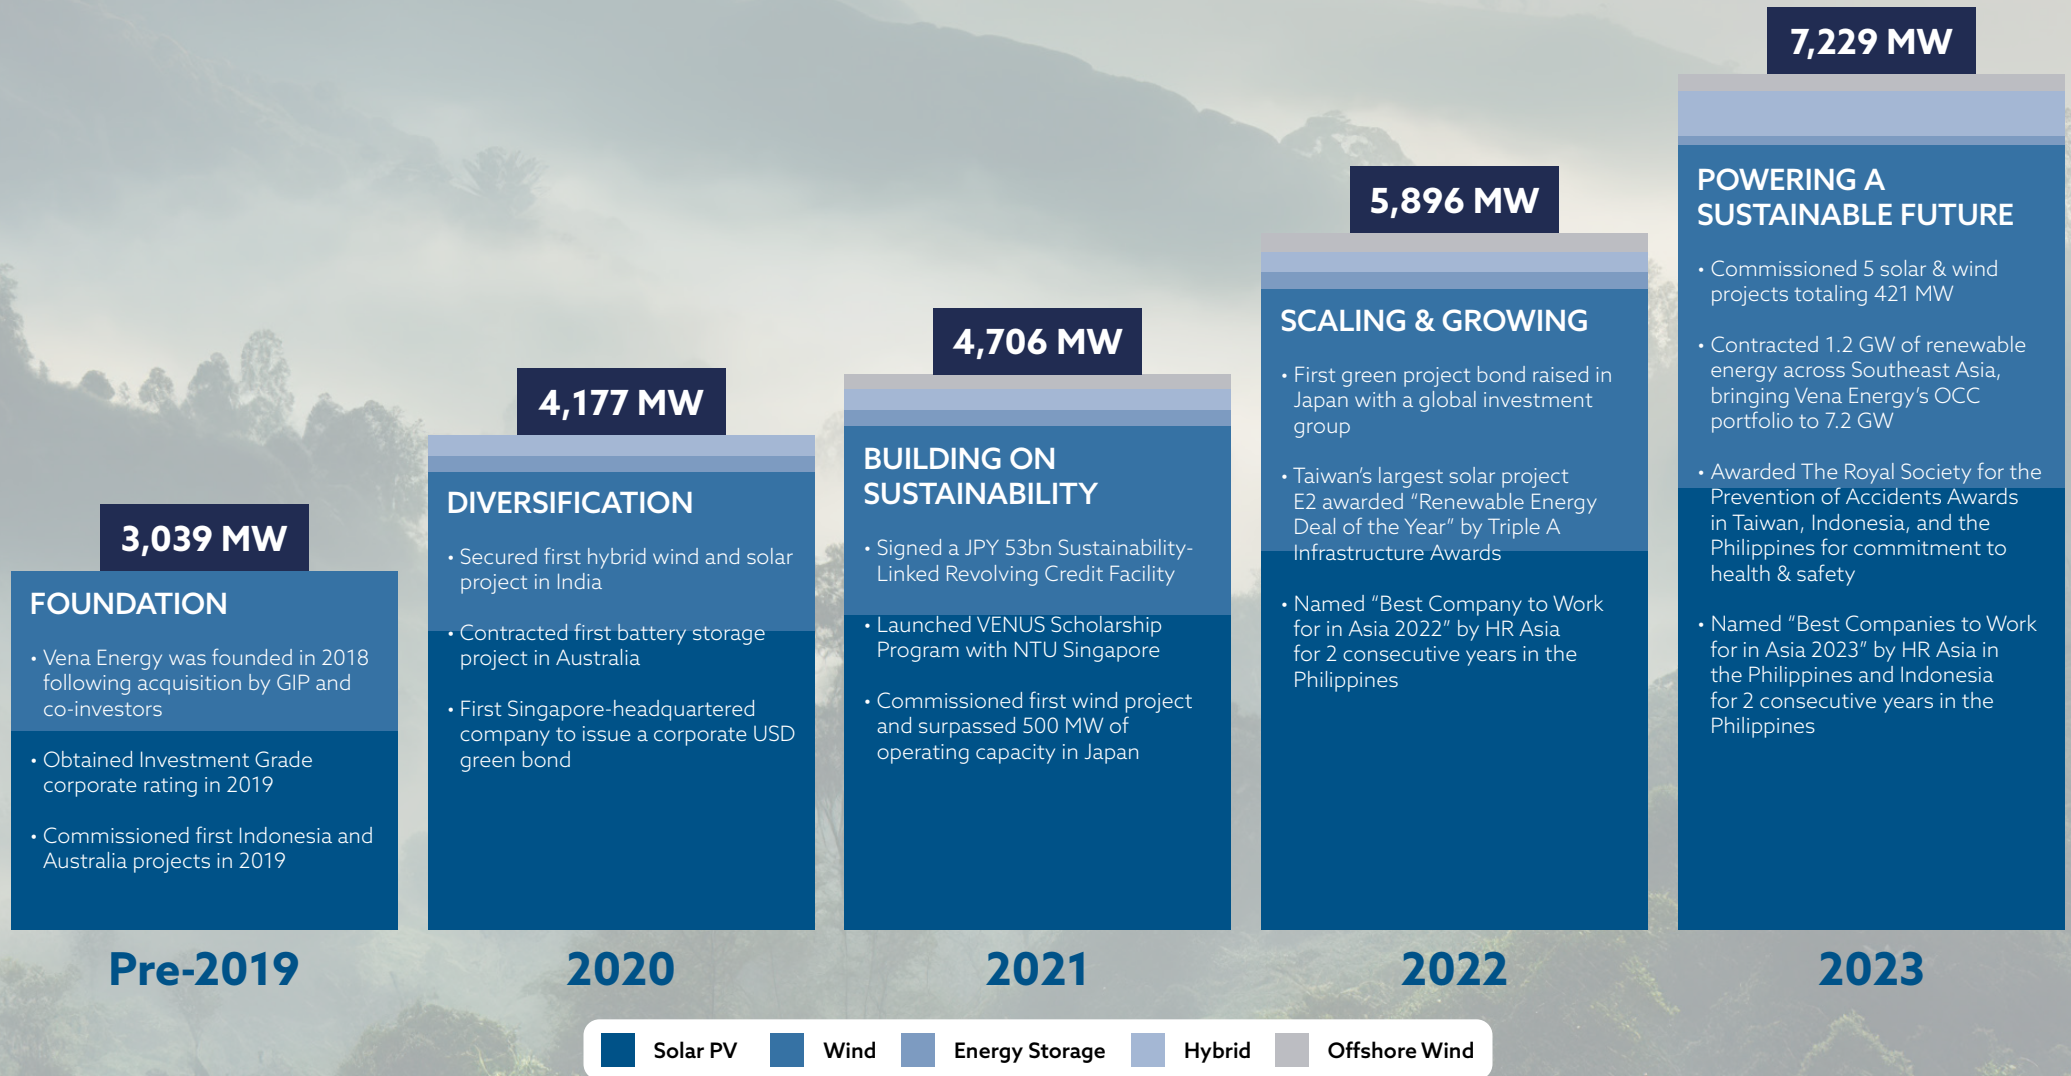 3,039 MW
FOUNDATION
• Vena Energy was founded in 2018
following acquisition by GIP and
co-investors
• Obtained Investment Grade
corporate rating in 2019
• Commissioned first Indonesia and
Australia projects in 2019
Pre-2019
4,177 MW
DIVERSIFICATION
• Secured first hybrid wind and solar
project in India
• Contracted first battery storage
project in Australia
• First Singapore-headquartered
company to issue a corporate USD
green bond
2020
4,706 MW
BUILDING ON
SUSTAINABILITY
• Signed a JPY 53bn Sustainability-
Linked Revolving Credit Facility
• Launched VENUS Scholarship
Program with NTU Singapore
• Commissioned first wind project
and surpassed 500 MW of
operating capacity in Japan
2021
5,896 MW
SCALING & GROWING
• First green project bond raised in
Japan with a global investment
group
• Taiwan’s largest solar project
E2 awarded “Renewable Energy
Deal of the Year” by Triple A
Infrastructure Awards
• Named “Best Company to Work
for in Asia 2022” by HR Asia
for 2 consecutive years in the
Philippines
2022
7,229 MW
POWERING A
SUSTAINABLE FUTURE
• Commissioned 5 solar & wind
projects totaling 421 MW
• Contracted 1.2 GW of renewable
energy across Southeast Asia,
bringing Vena Energy’s OCC
portfolio to 7.2 GW
• Awarded The Royal Society for the
Prevention of Accidents Awards
in Taiwan, Indonesia, and the
Philippines for commitment to
health & safety
• Named “Best Companies to Work
for in Asia 2023” by HR Asia in
the Philippines and Indonesia
for 2 consecutive years in the
Philippines
2023
Solar PV
Wind
Energy Storage
Hybrid
Offshore Wind